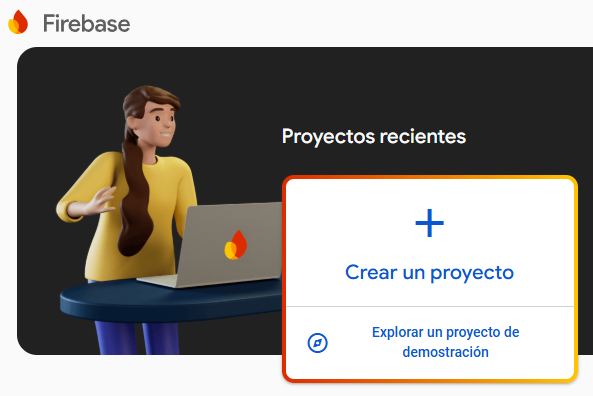 Firebase
Proyectos recientes
Crear un proyecto
Explorar un proyecto de
demostración